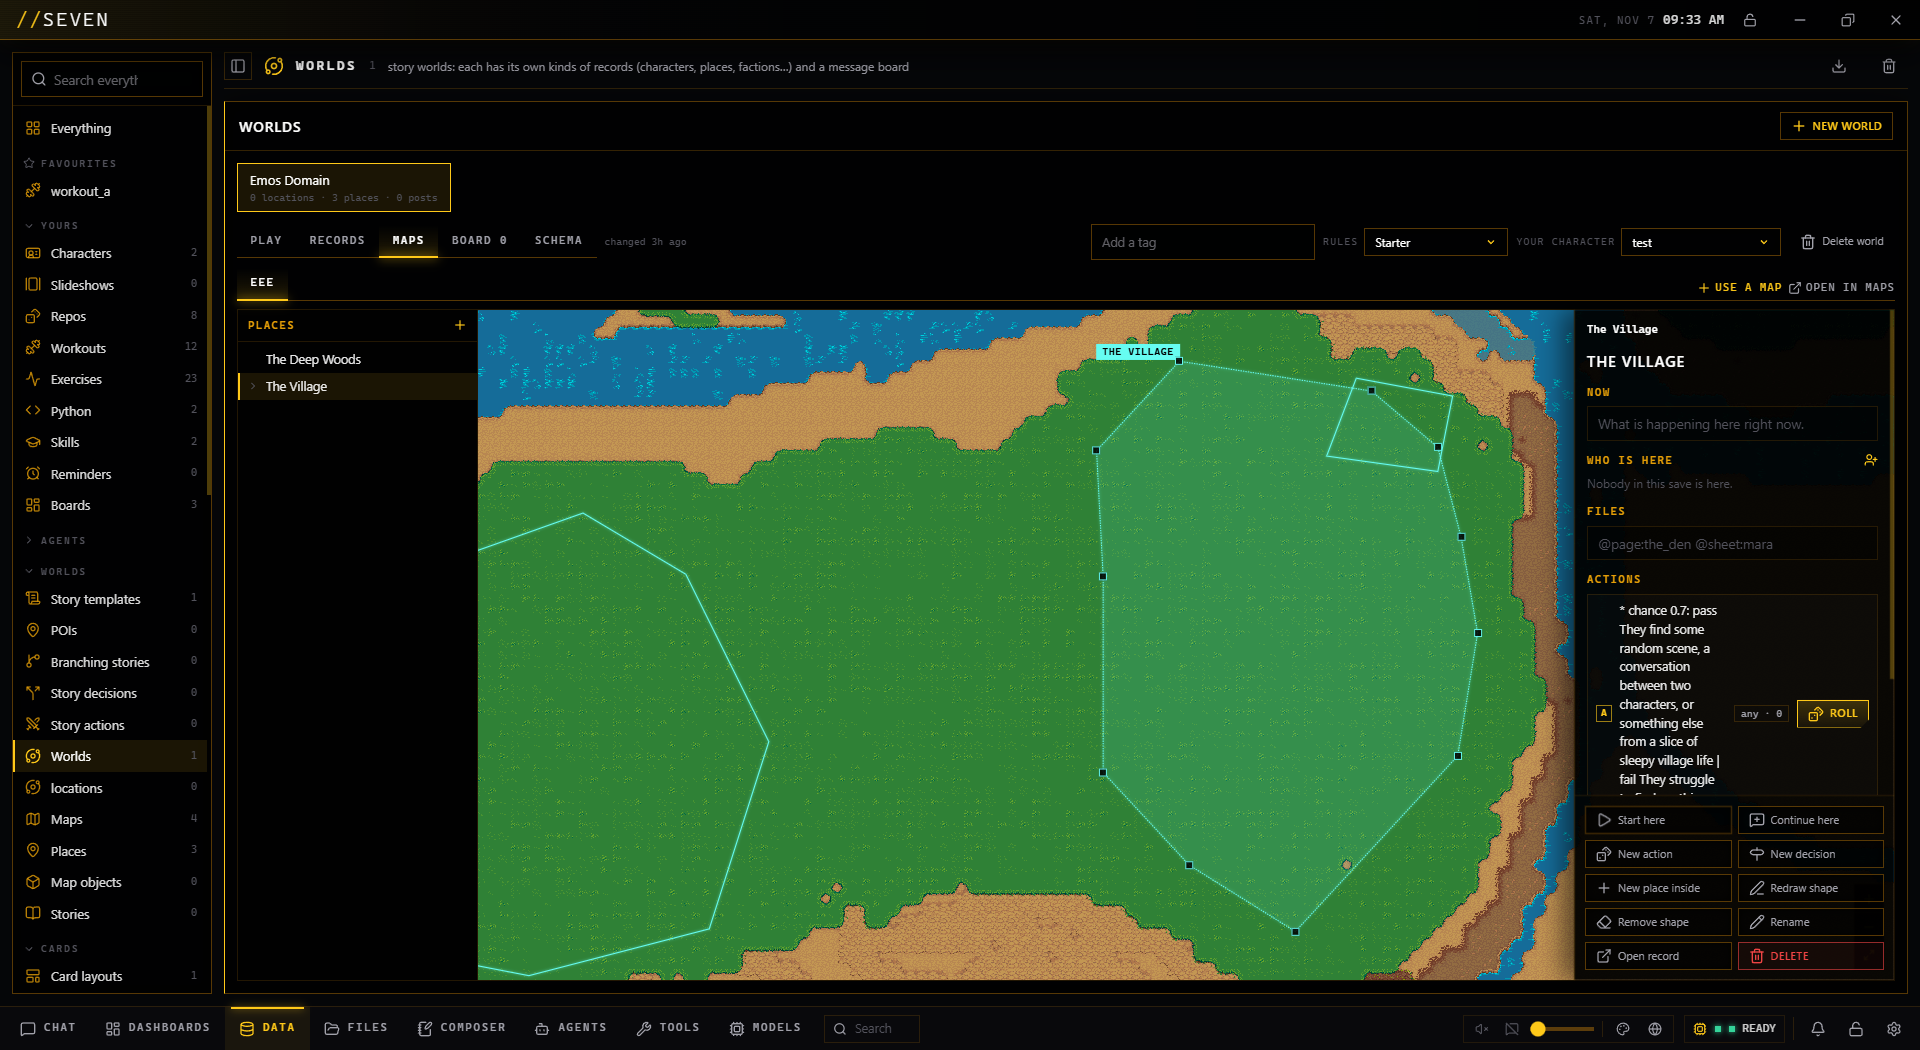 //SEVEN
SAT, NOV 7 09:33 AM
Search everytl
WORLDS 1 story worlds: each has its own kinds of records (characters, places, factions...) and a message board
Everything
FAVOURITES
workout_a
YOURS
Characters 2
Slideshows 0
Repos 8
Workouts 12
Exercises 23
Python 2
Skills 2
Reminders 0
Boards 3
AGENTS
WORLDS
Story templates 1
POIs 0
Branching stories 0
Story decisions 0
Story actions 0
Worlds 1
locations 0
Maps 4
Places 3
Map objects 0
Stories 0
CARDS
Card layouts 1
WORLDS
NEW WORLD
Emos Domain
0 locations · 3 places · 0 posts
PLAY RECORDS MAPS BOARD 0 SCHEMA changed 3h ago
Add a tag RULES Starter YOUR CHARACTER test Delete world
EEE
USE A MAP OPEN IN MAPS
PLACES
The Deep Woods
The Village
THE VILLAGE
The Village
THE VILLAGE
NOW
What is happening here right now.
WHO IS HERE
Nobody in this save is here.
FILES
@page:the_den @sheet:mara
ACTIONS
* chance 0.7: pass
They find some
random scene, a
conversation
between two
characters, or
something else
from a slice of
sleepy village life |
fail They struggle
A any · 0 ROLL
Start here Continue here
New action New decision
New place inside Redraw shape
Remove shape Rename
Open record DELETE
CHAT DASHBOARDS DATA FILES COMPOSER AGENTS TOOLS MODELS Search
READY